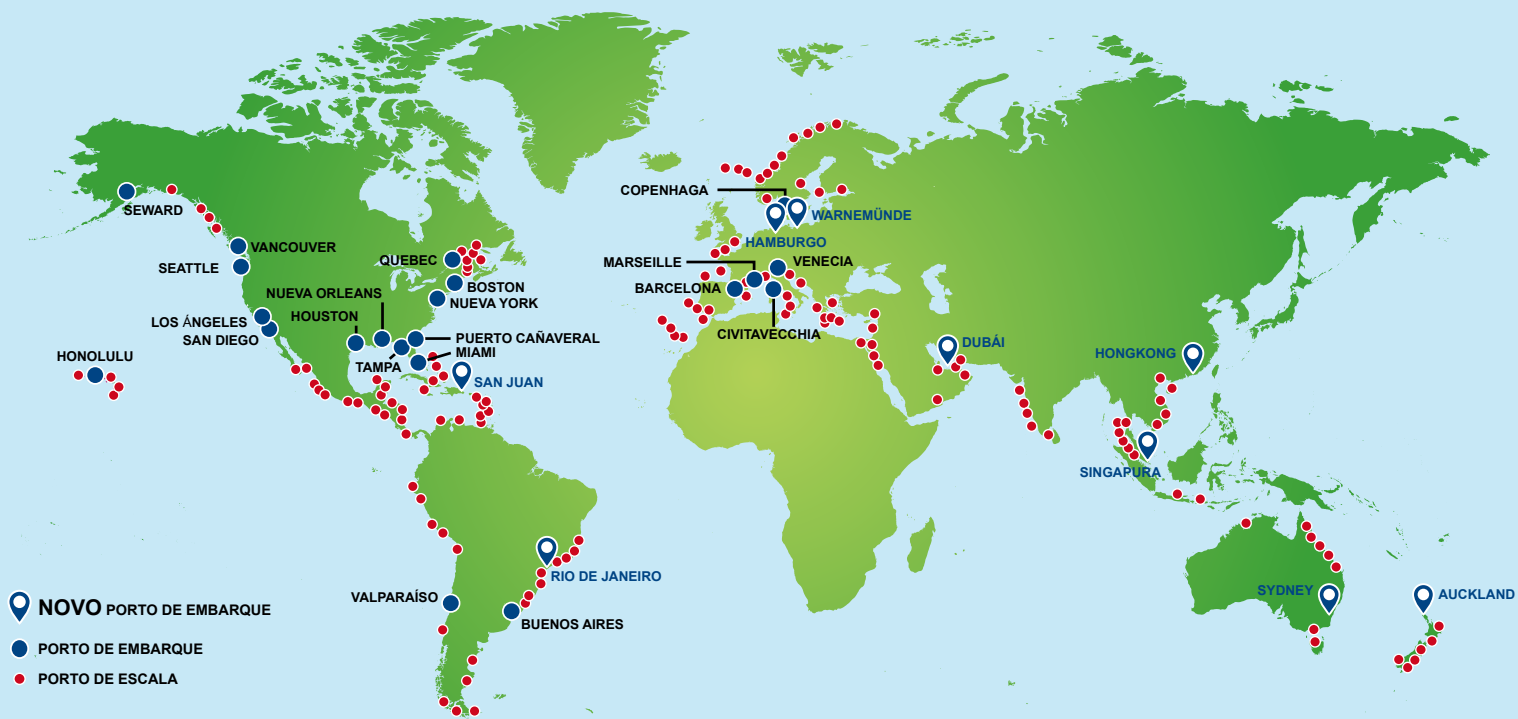 COPENHAGA
SEWARD
WARNEMÜNDE
HAMBURGO
VANCOUVER
QUEBEC
MARSEILLE
VENECIA
SEATTLE
BOSTON
BARCELONA
NUEVA ORLEANS
NUEVA YORK
HOUSTON
LOS ÁNGELES
SAN DIEGO
PUERTO CAÑAVERAL
CIVITAVECCHIA
DUBÁI
HONOLULU
MIAMI
HONGKONG
TAMPA
SAN JUAN
SINGAPURA
RIO DE JANEIRO
SYDNEY
AUCKLAND
VALPARAÍSO
BUENOS AIRES
NOVO PORTO DE EMBARQUE
PORTO DE EMBARQUE
PORTO DE ESCALA